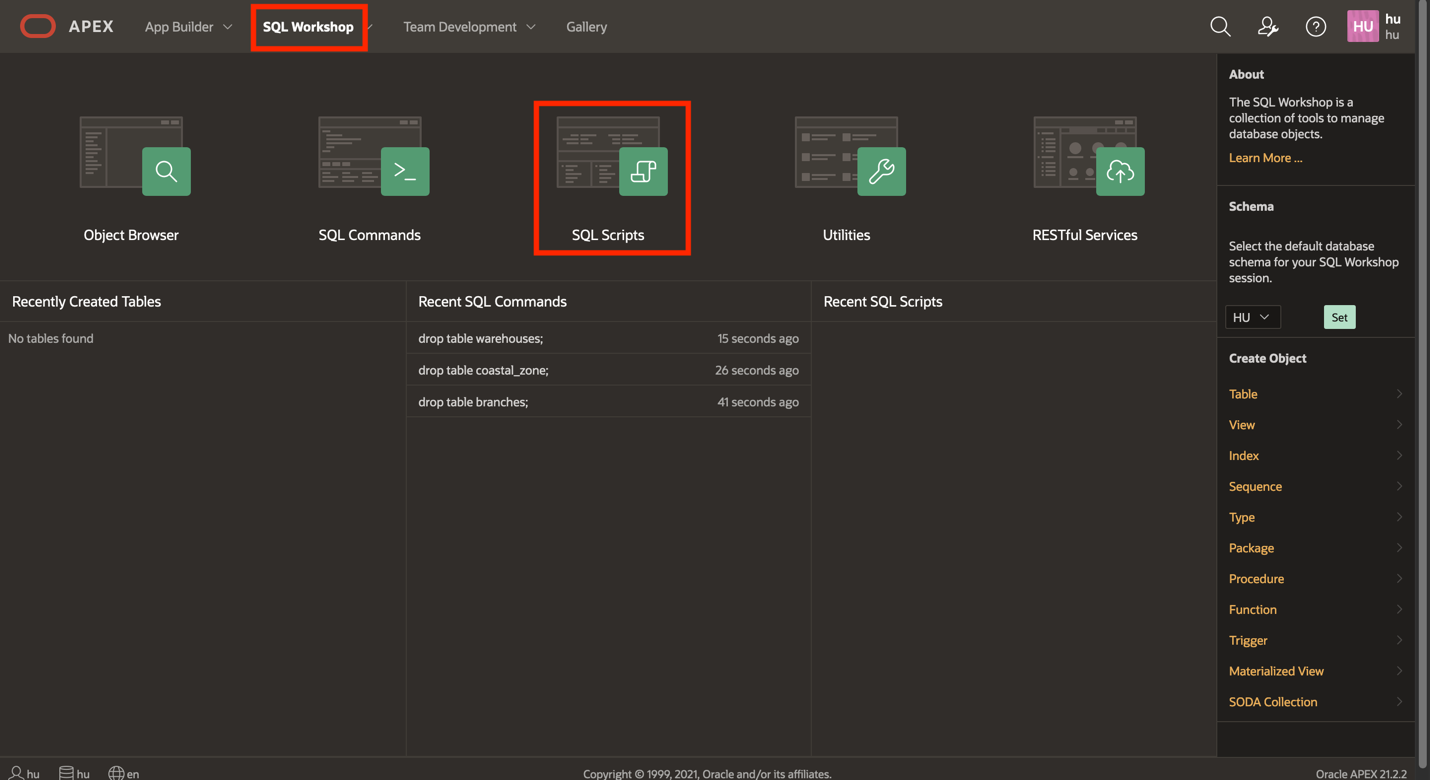 APEX
App Builder
SQL Workshop
Team Development
Gallery
HU
hu
hu
>_
Object Browser
SQL Commands
SQL Scripts
Utilities
RESTful Services
Recently Created Tables
No tables found
Recent SQL Commands
drop table warehouses; 15 seconds ago
drop table coastal_zone; 26 seconds ago
drop table branches; 41 seconds ago
Recent SQL Scripts
About
The SQL Workshop is a
collection of tools to manage
database objects.
Learn More ...
Schema
Select the default database
schema for your SQL Workshop
session.
HU
Set
Create Object
Table
View
Index
Sequence
Type
Package
Procedure
Function
Trigger
Materialized View
SODA Collection
hu
hu
en
Copyright © 1999, 2021, Oracle and/or its affiliates.
Oracle APEX 21.2.2